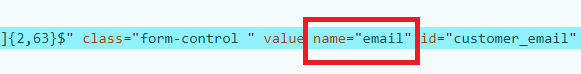 ]{2,63}$" class="form-control " value name="email" id="customer_email"